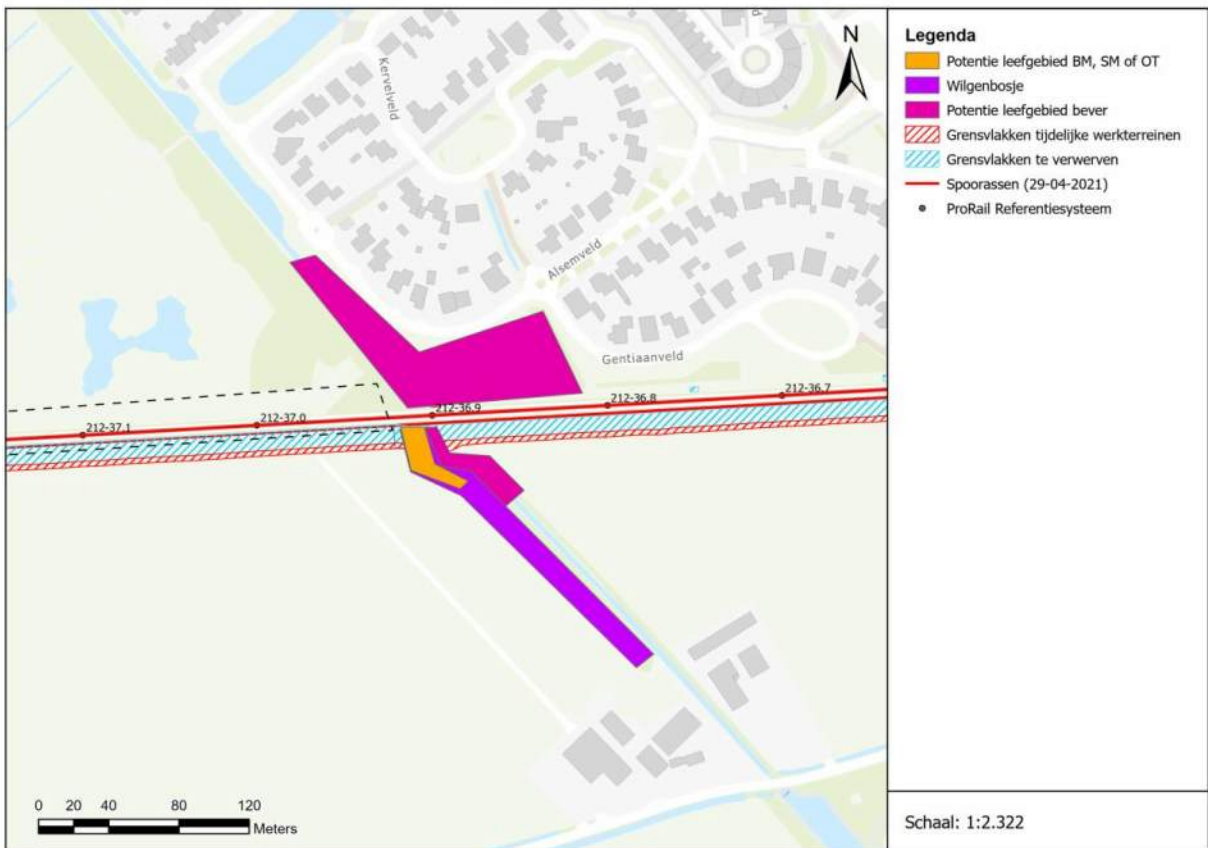 Kervelveld
Alsemveld
Gentiaanveld
N
212-37.1
212-37.0
212-36.9
212-36.8
212-36.7
0 20 40 80 120
Meters
Legenda
Potentie leefgebied BM, SM of OT
Wilgenbosje
Potentie leefgebied bever
Grensvlakken tijdelijke werkterreinen
Grensvlakken te verwerven
Spoorassen (29-04-2021)
ProRail Referentiesysteem
Schaal: 1:2.322